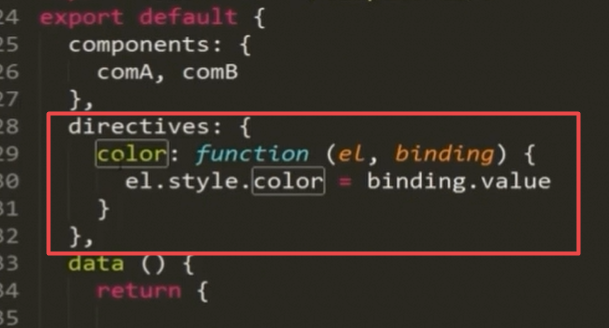 24 export default {
25 components: {
26 comA, comB
27 },
28 directives: {
29 color: function (el, binding) {
30 el.style.color = binding.value
31 }
32 },
33 data () {
34 return {
35